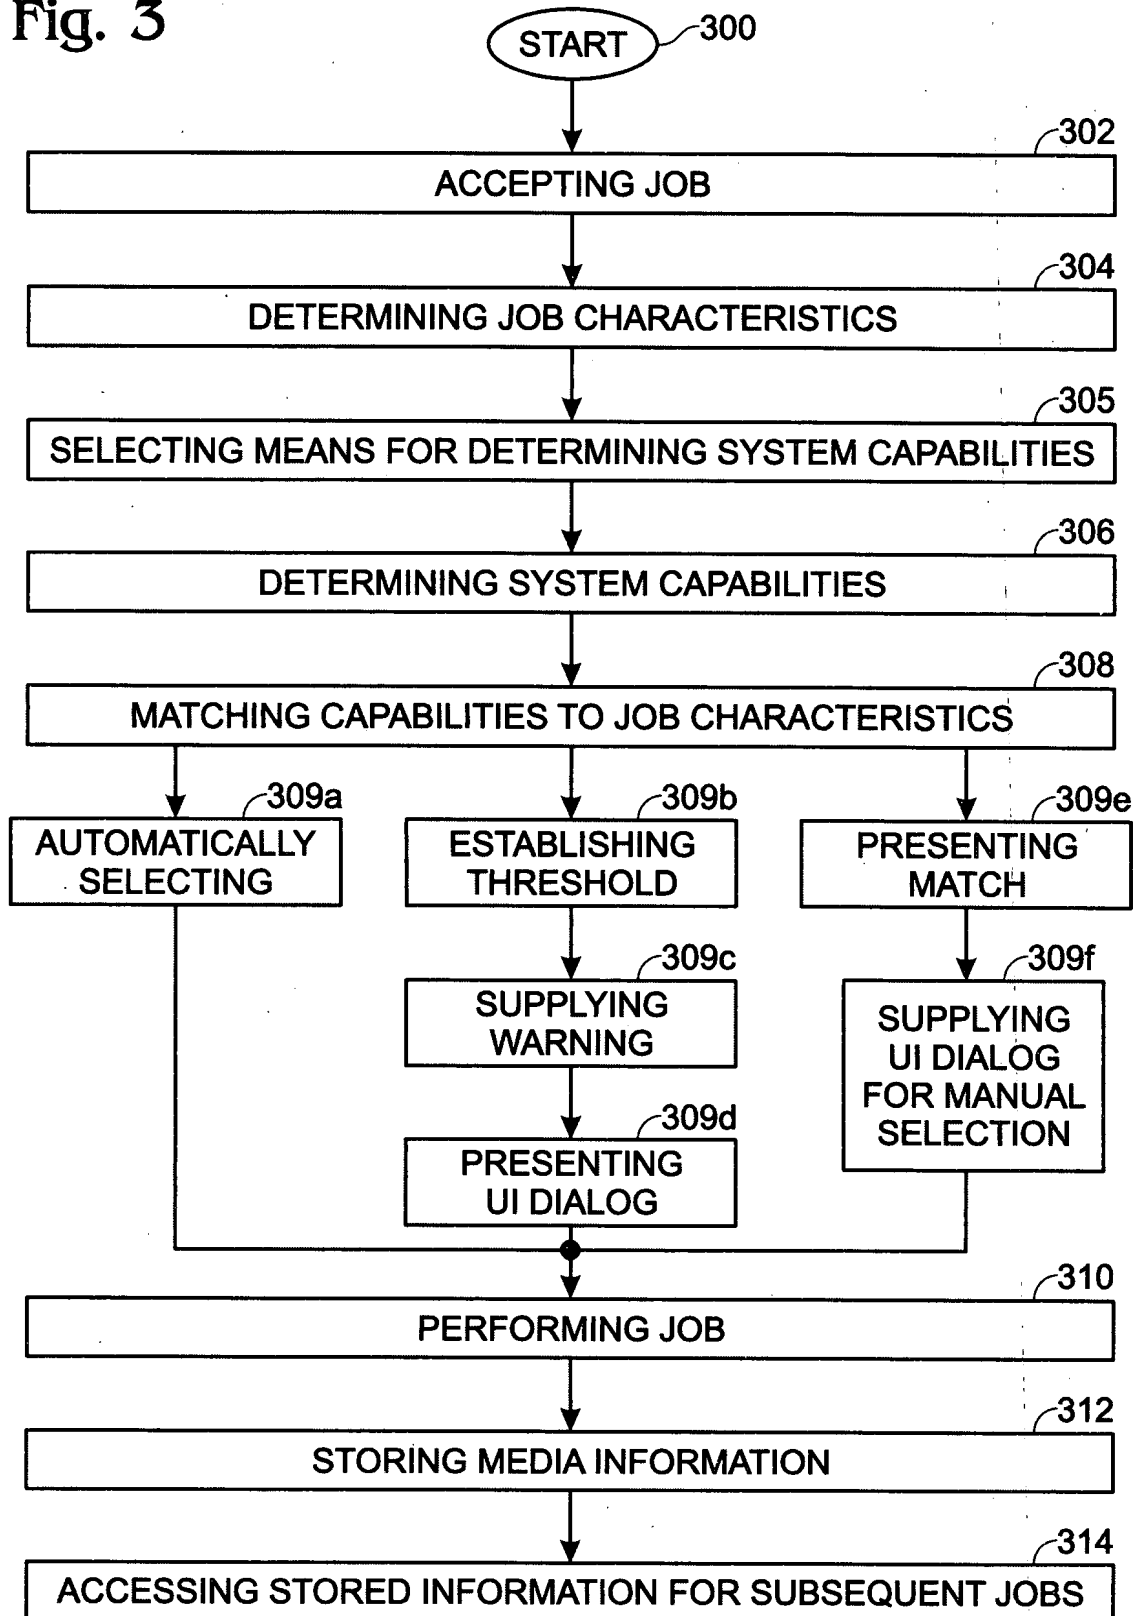 Fig. 3
START
300
302
ACCEPTING JOB
304
DETERMINING JOB CHARACTERISTICS
305
SELECTING MEANS FOR DETERMINING SYSTEM CAPABILITIES
306
DETERMINING SYSTEM CAPABILITIES
308
MATCHING CAPABILITIES TO JOB CHARACTERISTICS
309a
AUTOMATICALLY
SELECTING
309b
ESTABLISHING
THRESHOLD
309c
SUPPLYING
WARNING
309d
PRESENTING
UI DIALOG
309e
PRESENTING
MATCH
309f
SUPPLYING
UI DIALOG
FOR MANUAL
SELECTION
310
PERFORMING JOB
312
STORING MEDIA INFORMATION
314
ACCESSING STORED INFORMATION FOR SUBSEQUENT JOBS